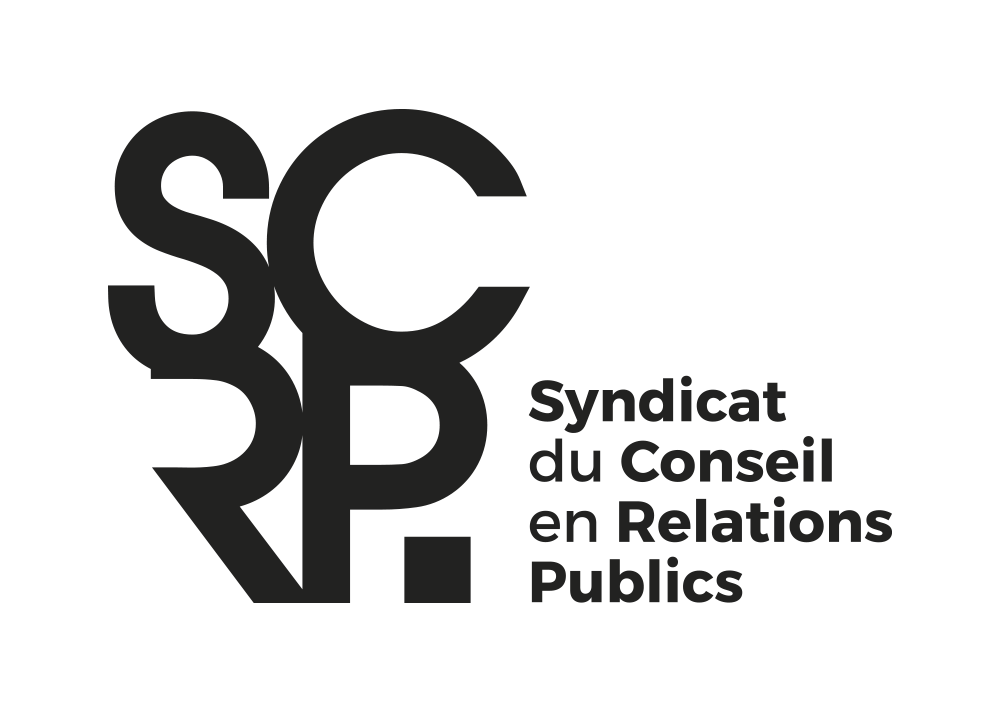 SC
RP.
Syndicat
du Conseil
en Relations
Publics